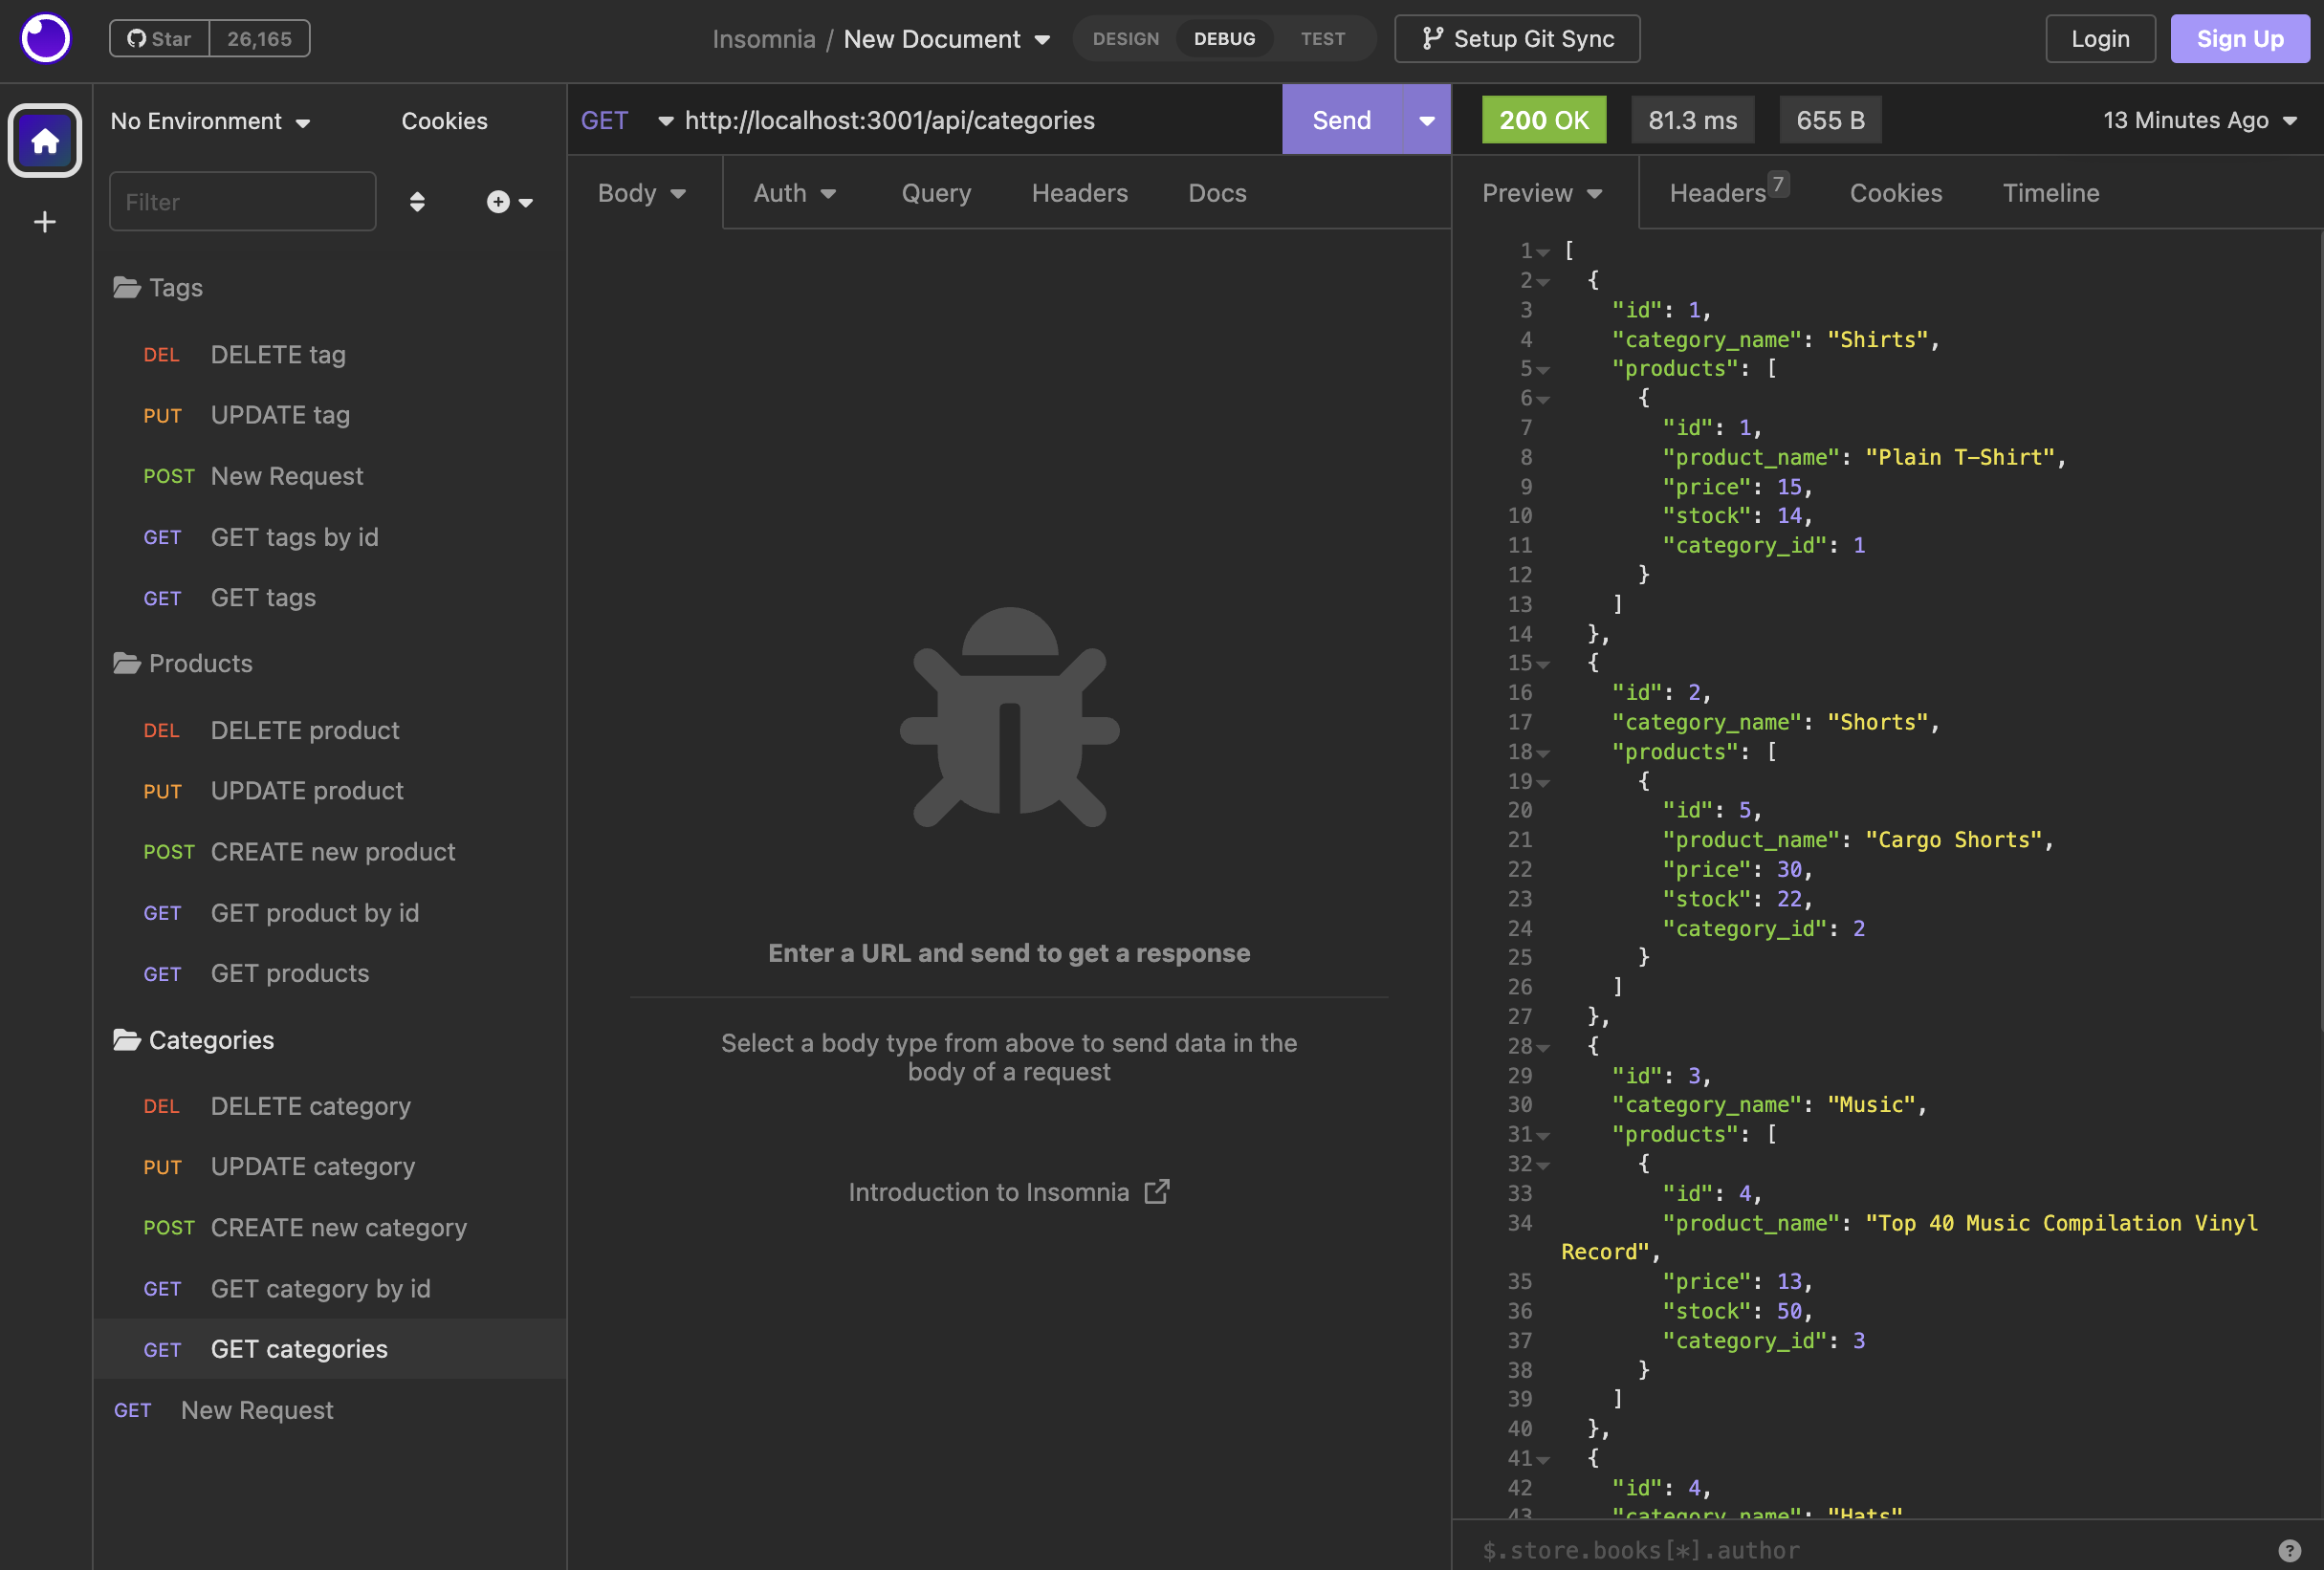 Star 26,165
Insomnia / New Document
DESIGN DEBUG TEST
Setup Git Sync
Login
Sign Up
No Environment
Cookies
Filter
Tags
DEL DELETE tag
PUT UPDATE tag
POST New Request
GET GET tags by id
GET GET tags
Products
DEL DELETE product
PUT UPDATE product
POST CREATE new product
GET GET product by id
GET GET products
Categories
DEL DELETE category
PUT UPDATE category
POST CREATE new category
GET GET category by id
GET GET categories
GET New Request
GET http://localhost:3001/api/categories Send
Body Auth Query Headers Docs
Enter a URL and send to get a response
Select a body type from above to send data in the
body of a request
Introduction to Insomnia
200 OK 81.3 ms 655 B 13 Minutes Ago
Preview Headers 7 Cookies Timeline
1 [
2 {
3 "id": 1,
4 "category_name": "Shirts",
5 "products": [
6 {
7 "id": 1,
8 "product_name": "Plain T-Shirt",
9 "price": 15,
10 "stock": 14,
11 "category_id": 1
12 }
13 ]
14 },
15 {
16 "id": 2,
17 "category_name": "Shorts",
18 "products": [
19 {
20 "id": 5,
21 "product_name": "Cargo Shorts",
22 "price": 30,
23 "stock": 22,
24 "category_id": 2
25 }
26 ]
27 },
28 {
29 "id": 3,
30 "category_name": "Music",
31 "products": [
32 {
33 "id": 4,
34 "product_name": "Top 40 Music Compilation Vinyl
Record",
35 "price": 13,
36 "stock": 50,
37 "category_id": 3
38 }
39 ]
40 },
41 {
42 "id": 4,
43 "category_name": "Hats"
$.store.books[*].author